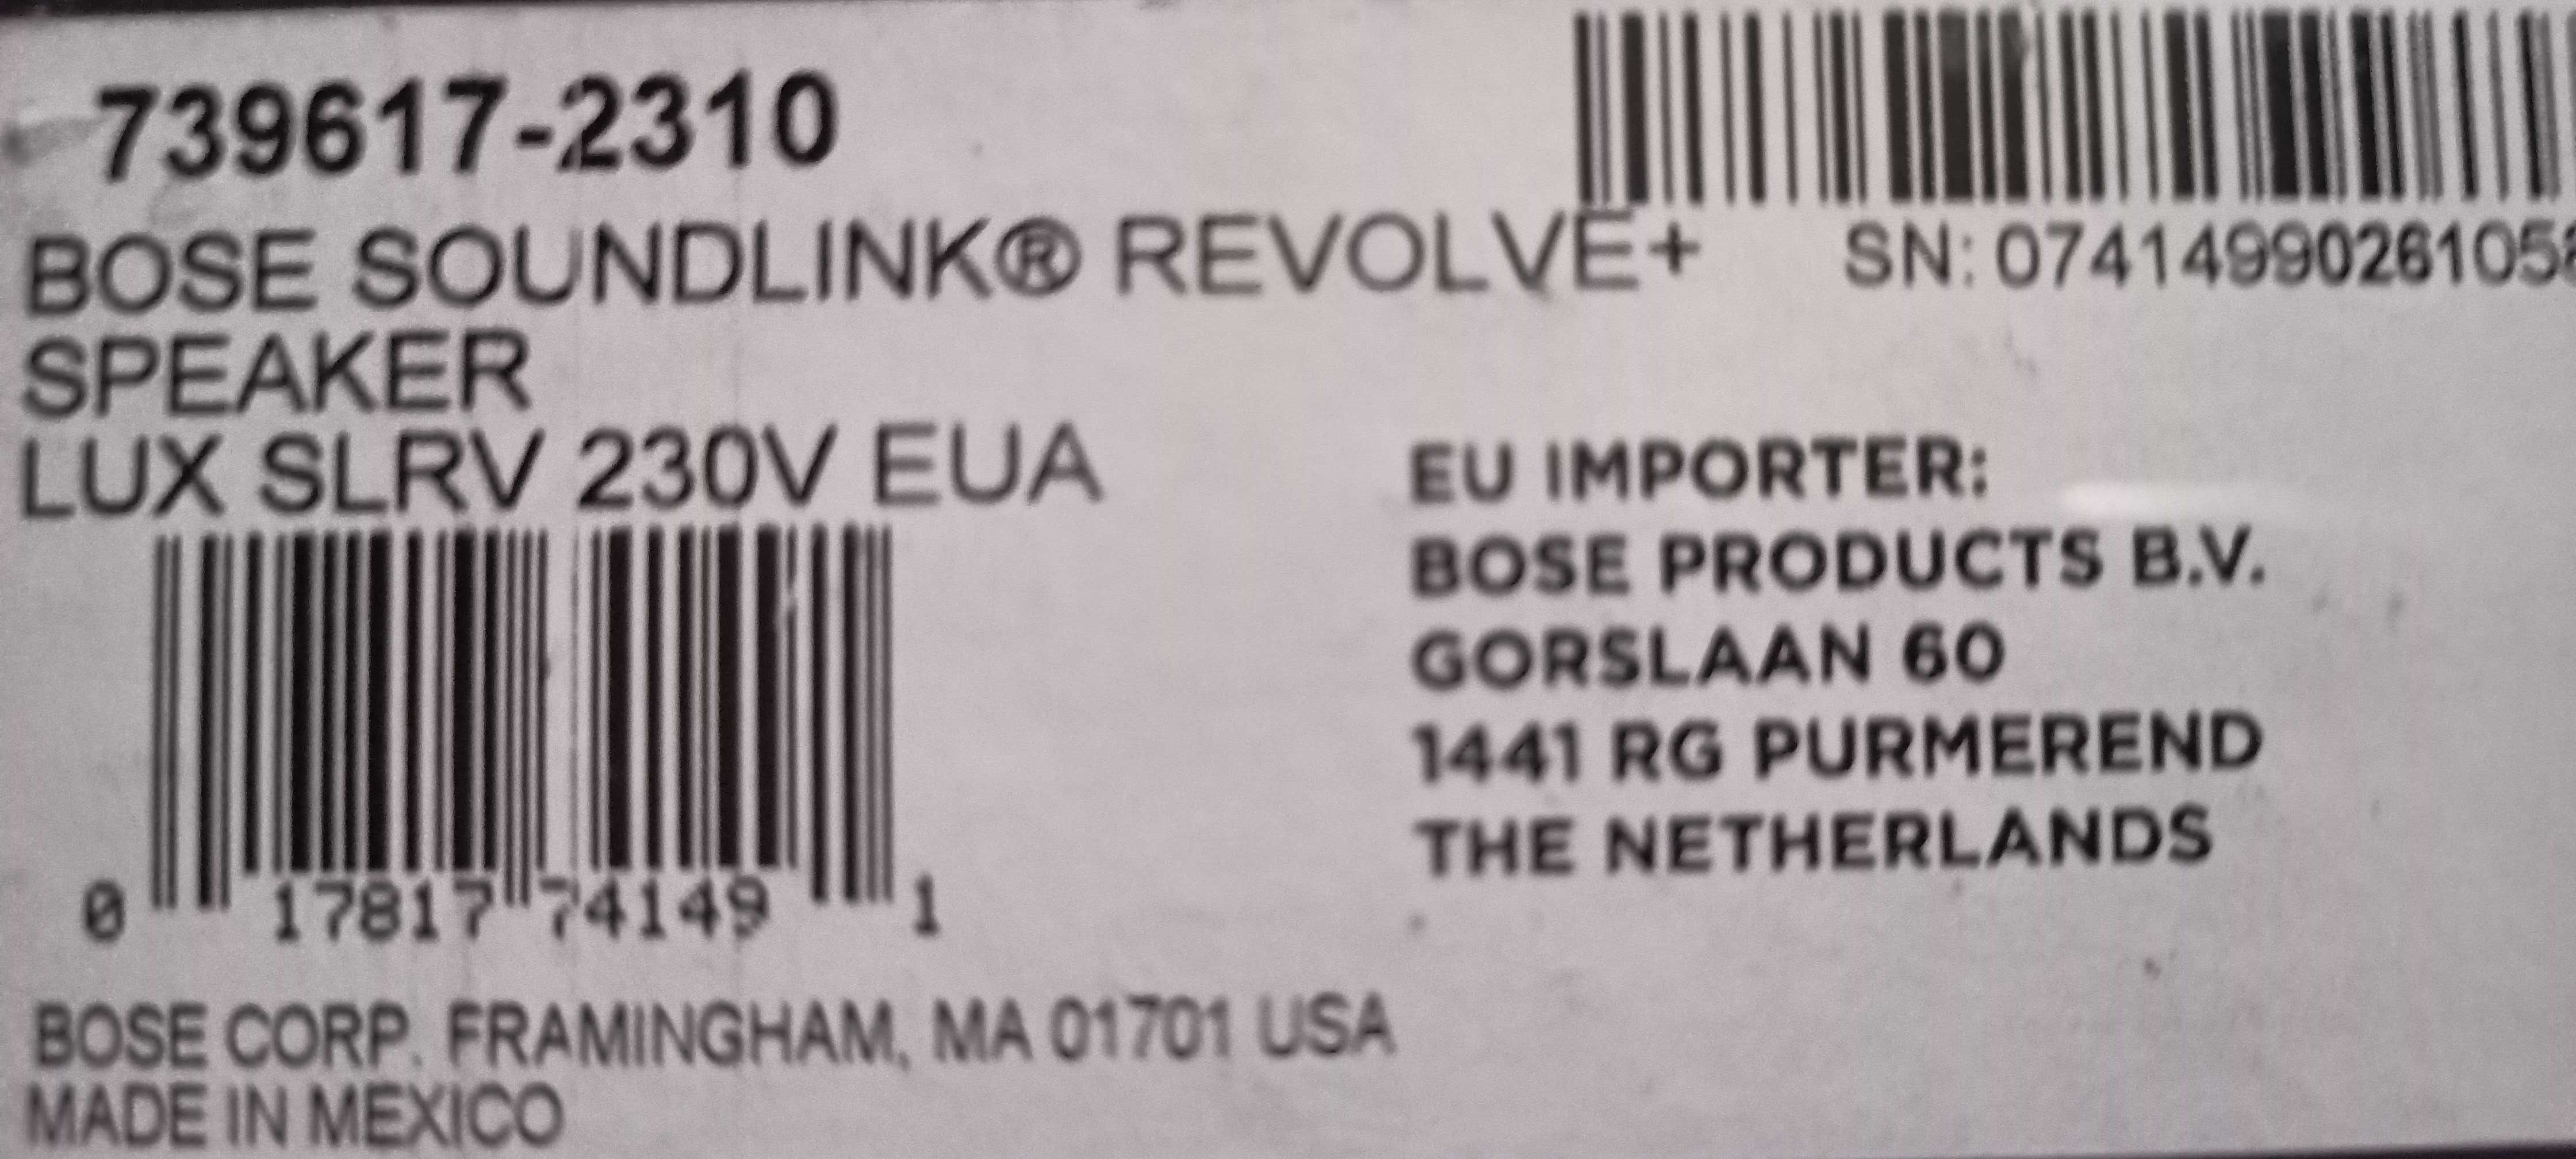 739617-2310
BOSE SOUNDLINK® REVOLVE+
SPEAKER
LUX SLRV 230V EUA
0 17817 74149 1
BOSE CORP. FRAMINGHAM, MA 01701 USA
MADE IN MEXICO
SN:
EU IMPORTER:
BOSE PRODUCTS B.V.
GORSLAAN 60
1441 RG PURMEREND
THE NETHERLANDS